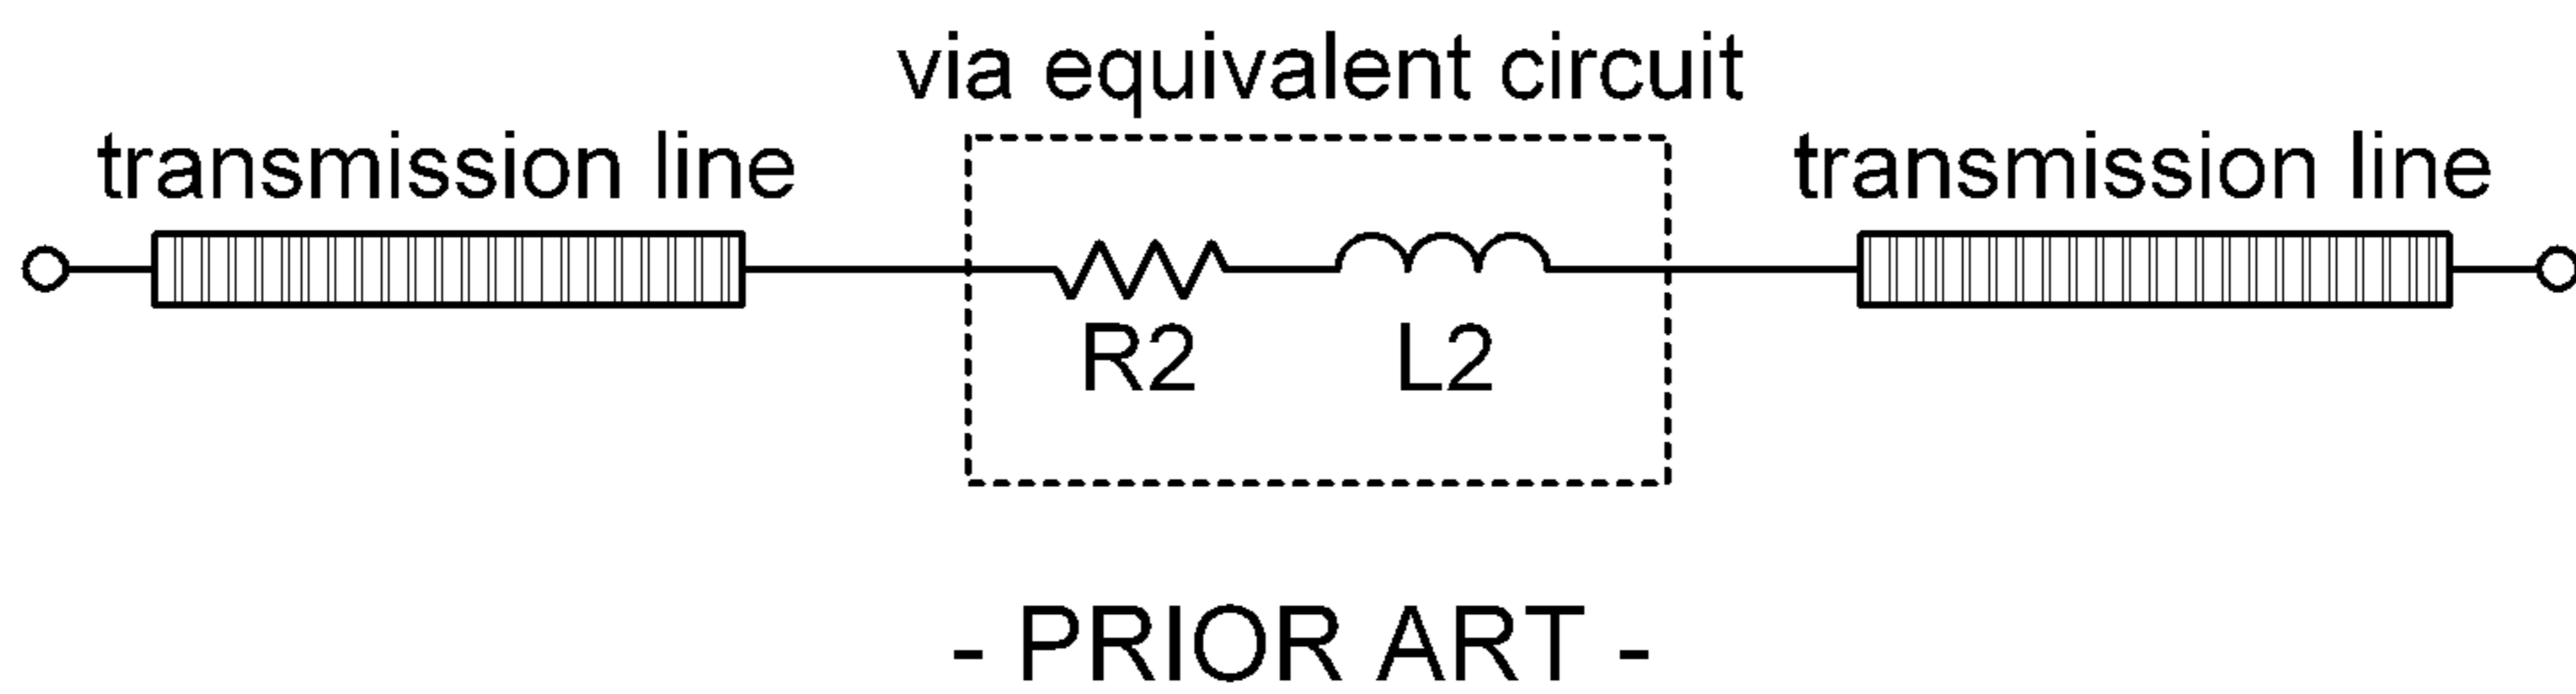 via equivalent circuit
transmission line
transmission line
R2
L2
- PRIOR ART -